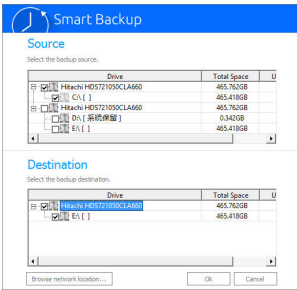 Smart Backup
Source
Select the backup source.
Drive Total Space U
Hitachi HDS721050CLA660 465.762GB
C:\ [ ] 465.418GB
Hitachi HDS721050CLA660 465.762GB
D:\ [ 系統保留 ] 0.342GB
E:\ [ ] 465.418GB
Destination
Select the backup destination.
Drive Total Space U
Hitachi HDS721050CLA660 465.762GB
E:\ [ ] 465.418GB
Browse network location... Ok Cancel